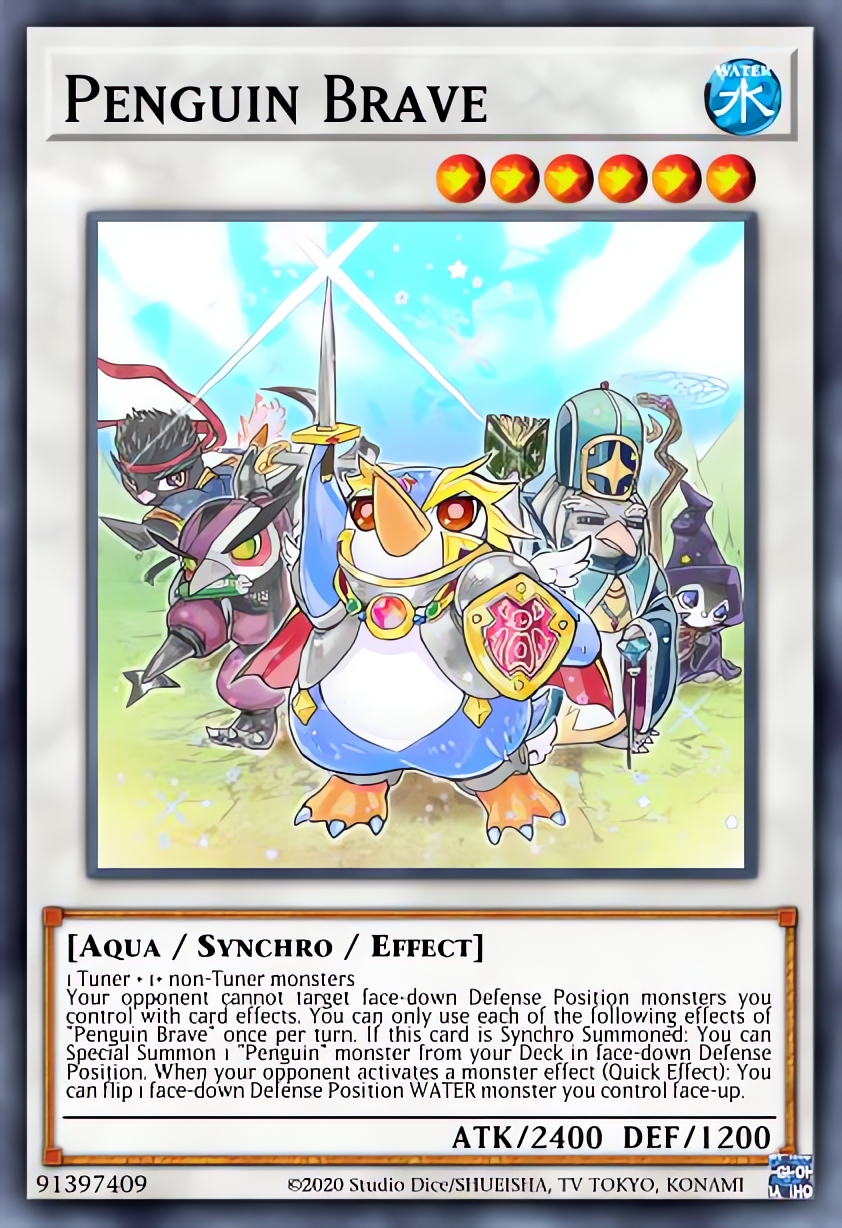 Penguin Brave
WATER
水
[Aqua / Synchro / Effect]
1 Tuner + 1+ non-Tuner monsters
Your opponent cannot target face-down Defense Position monsters you
control with card effects. You can only use each of the following effects of
"Penguin Brave" once per turn. If this card is Synchro Summoned: You can
Special Summon 1 "Penguin" monster from your Deck in face-down Defense
Position. When your opponent activates a monster effect (Quick Effect): You
can flip 1 face-down Defense Position WATER monster you control face-up.
ATK/2400 DEF/1200
91397409
©2020 Studio Dice/SHUEISHA, TV TOKYO, KONAMI